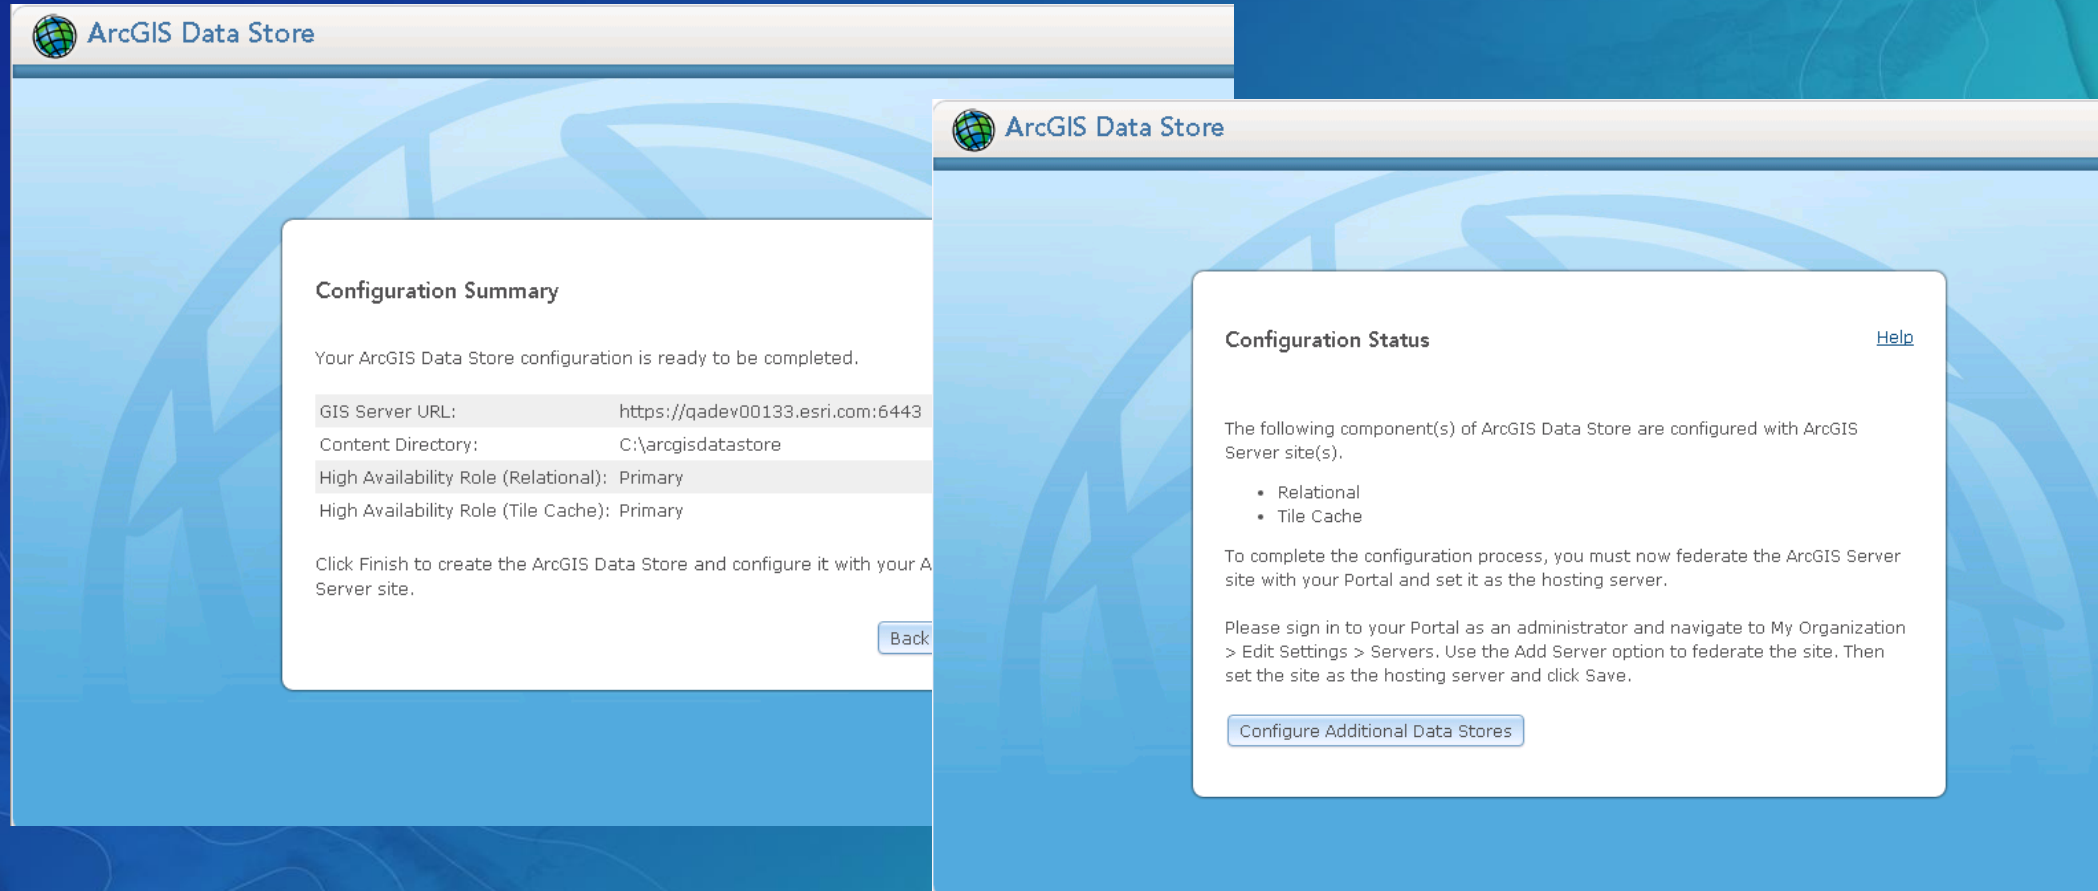 ArcGIS Data Store
Configuration Summary
Your ArcGIS Data Store configuration is ready to be completed.
GIS Server URL: https://qadev00133.esri.com:6443
Content Directory: C:\arcgisdatastore
High Availability Role (Relational): Primary
High Availability Role (Tile Cache): Primary
Click Finish to create the ArcGIS Data Store and configure it with your A
Server site.
Back
ArcGIS Data Store
Configuration Status
Help
The following component(s) of ArcGIS Data Store are configured with ArcGIS
Server site(s).
• Relational
• Tile Cache
To complete the configuration process, you must now federate the ArcGIS Server
site with your Portal and set it as the hosting server.
Please sign in to your Portal as an administrator and navigate to My Organization
> Edit Settings > Servers. Use the Add Server option to federate the site. Then
set the site as the hosting server and click Save.
Configure Additional Data Stores